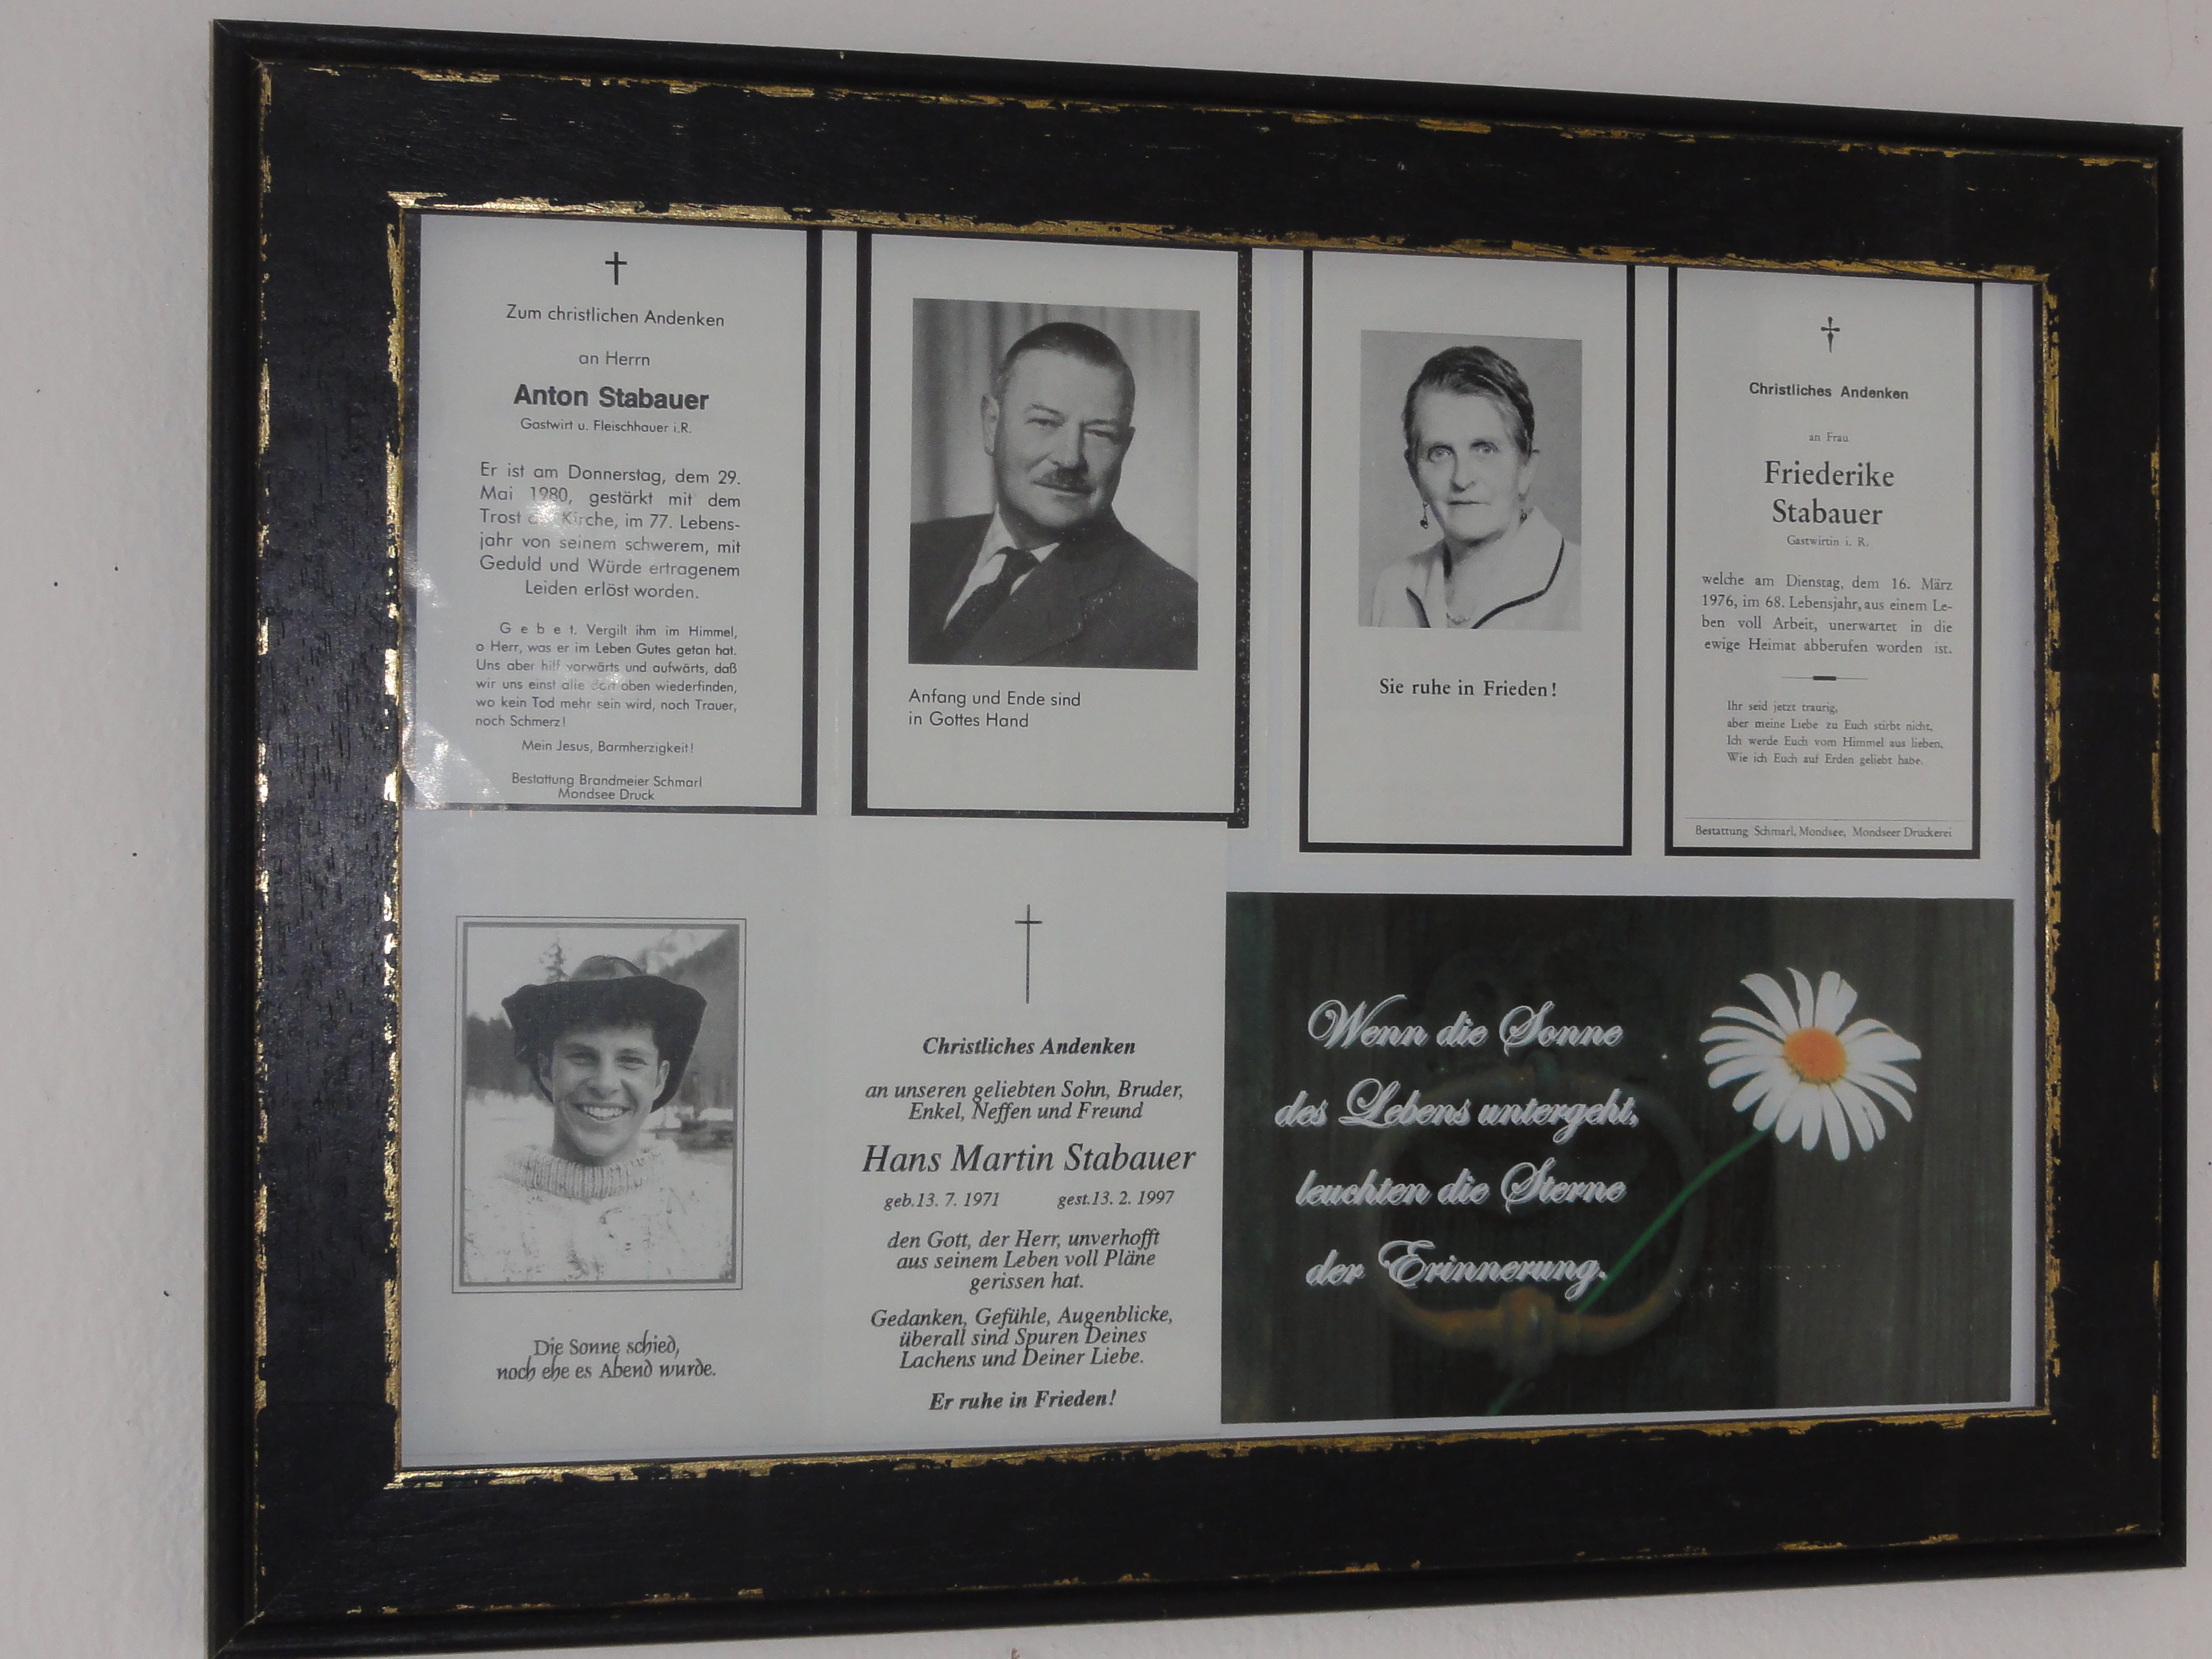 Zum christlichen Andenken
an Herrn
Anton Stabauer
Gastwirt u. Fleischhauer i.R.
Er ist am Donnerstag, dem 29.
Mai 1980, gestärkt mit dem
Trost Kirche, im 77. Lebens-
jahr von seinem schwerem, mit
Geduld und Würde ertragenem
Leiden erlöst worden.
Gebet. Vergilt ihm im Himmel,
o Herr, was er im Leben Gutes getan hat.
Uns aber hilf vorwärts und aufwärts, daß
wir uns einst alle dort oben wiederfinden,
wo kein Tod mehr sein wird, noch Trauer,
noch Schmerz!
Mein Jesus, Barmherzigkeit!
Bestattung Brandmeier Schmarl
Mondsee Druck
Anfang und Ende sind
in Gottes Hand
Sie ruhe in Frieden!
Christliches Andenken
an Frau
Friederike
Stabauer
Gastwirtin i. R.
welche am Dienstag, dem 16. März
1976, im 68. Lebensjahr, aus einem Le-
ben voll Arbeit, unerwartet in die
ewige Heimat abberufen worden ist.
Ihr seid jetzt traurig,
aber meine Liebe zu Euch stirbt nicht,
Ich werde Euch vom Himmel aus lieben,
Wie ich Euch auf Erden geliebt habe.
Bestattung Schmarl, Mondsee, Mondseer Druckerei
Die Sonne schied,
noch ehe es Abend wurde.
Christliches Andenken
an unseren geliebten Sohn, Bruder,
Enkel, Neffen und Freund
Hans Martin Stabauer
geb.13. 7. 1971 gest.13. 2. 1997
den Gott, der Herr, unverhofft
aus seinem Leben voll Pläne
gerissen hat.
Gedanken, Gefühle, Augenblicke,
überall sind Spuren Deines
Lachens und Deiner Liebe.
Er ruhe in Frieden!
Wenn die Sonne
des Lebens untergeht,
leuchten die Sterne
der Erinnerung.